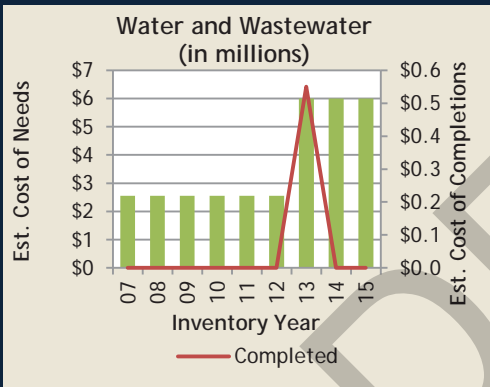 Water and Wastewater
(in millions)
Est. Cost of Needs
$7
$6
$5
$4
$3
$2
$1
$0
$0.6
$0.5
$0.4
$0.3
$0.2
$0.1
$0.0
Est. Cost of Completions
07 08 09 10 11 12 13 14 15
Inventory Year
Completed